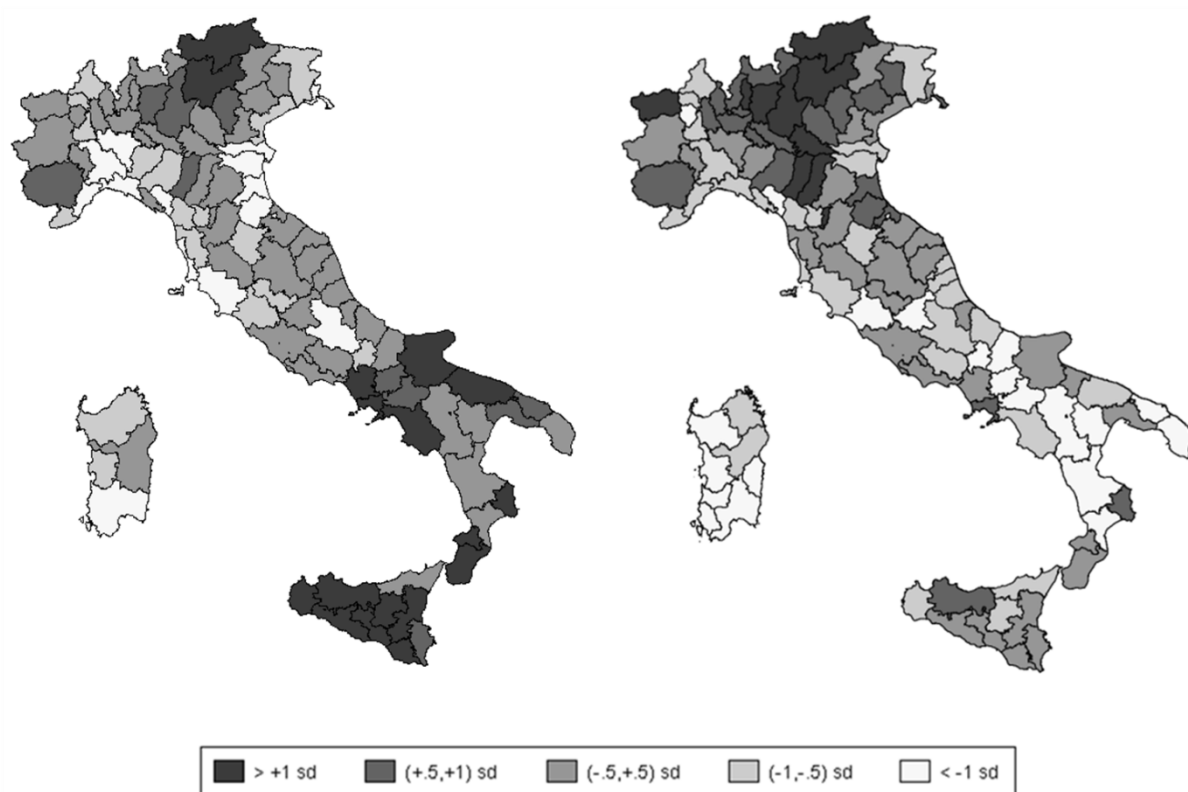 > +1 sd (+.5,+1) sd (-.5,+.5) sd (-1,-.5) sd < -1 sd